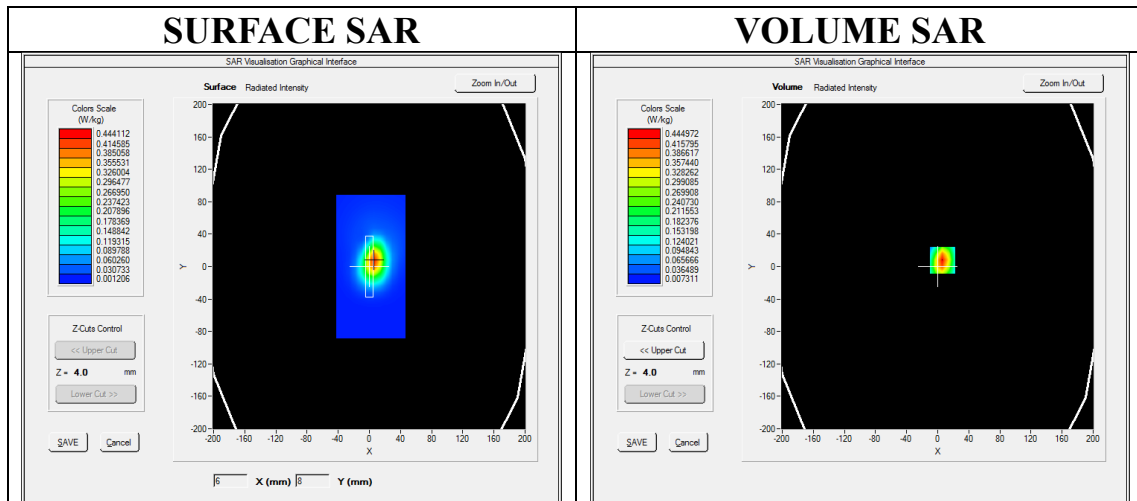 SURFACE SAR
SAR Visualisation Graphical Interface
Surface Radiated Intensity
Zoom In/Out
Colors Scale
(W/kg)
0.444112
0.414585
0.385058
0.355531
0.326004
0.296477
0.266950
0.237423
0.207896
0.178369
0.148842
0.119315
0.089788
0.060260
0.030733
0.001206
Z-Cuts Control
<< Upper Cut
Z = 4.0 mm
Lower Cut >>
SAVE Cancel
200
160
120
80
40
Y 0
-40
-80
-120
-160
-200
-200 -160 -120 -80 -40 0 40 80 120 160 200
X
6 X (mm) 8 Y (mm)
VOLUME SAR
SAR Visualisation Graphical Interface
Volume Radiated Intensity
Zoom In/Out
Colors Scale
(W/kg)
0.444972
0.415795
0.386617
0.357440
0.328262
0.299085
0.269908
0.240730
0.211553
0.182376
0.153198
0.124021
0.094843
0.065666
0.036489
0.007311
Z-Cuts Control
<< Upper Cut
Z = 4.0 mm
Lower Cut >>
SAVE Cancel
200
160
120
80
40
Y 0
-40
-80
-120
-160
-200
-200 -160 -120 -80 -40 0 40 80 120 160 200
X